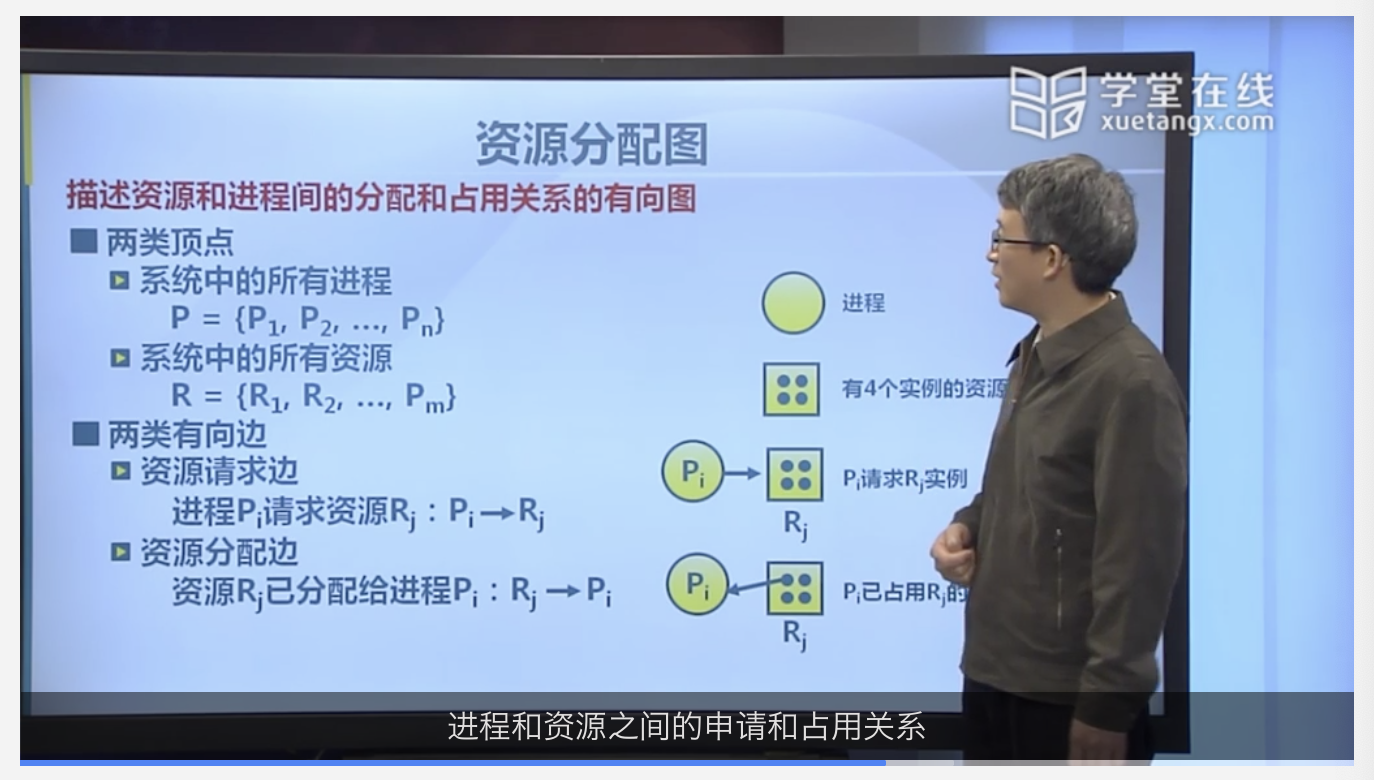 学堂在线
xuetangx.com
资源分配图
描述资源和进程间的分配和占用关系的有向图
两类顶点
系统中的所有进程
P = {P1, P2, ..., Pn}
系统中的所有资源
R = {R1, R2, ..., Pm}
两类有向边
资源请求边
进程Pi请求资源Rj：Pi→Rj
资源分配边
资源Rj已分配给进程Pi：Rj→Pi
进程
有4个实例的资源
Pi
Pi请求Rj实例
Rj
Pi
Pi已占用Rj的
Rj
进程和资源之间的申请和占用关系